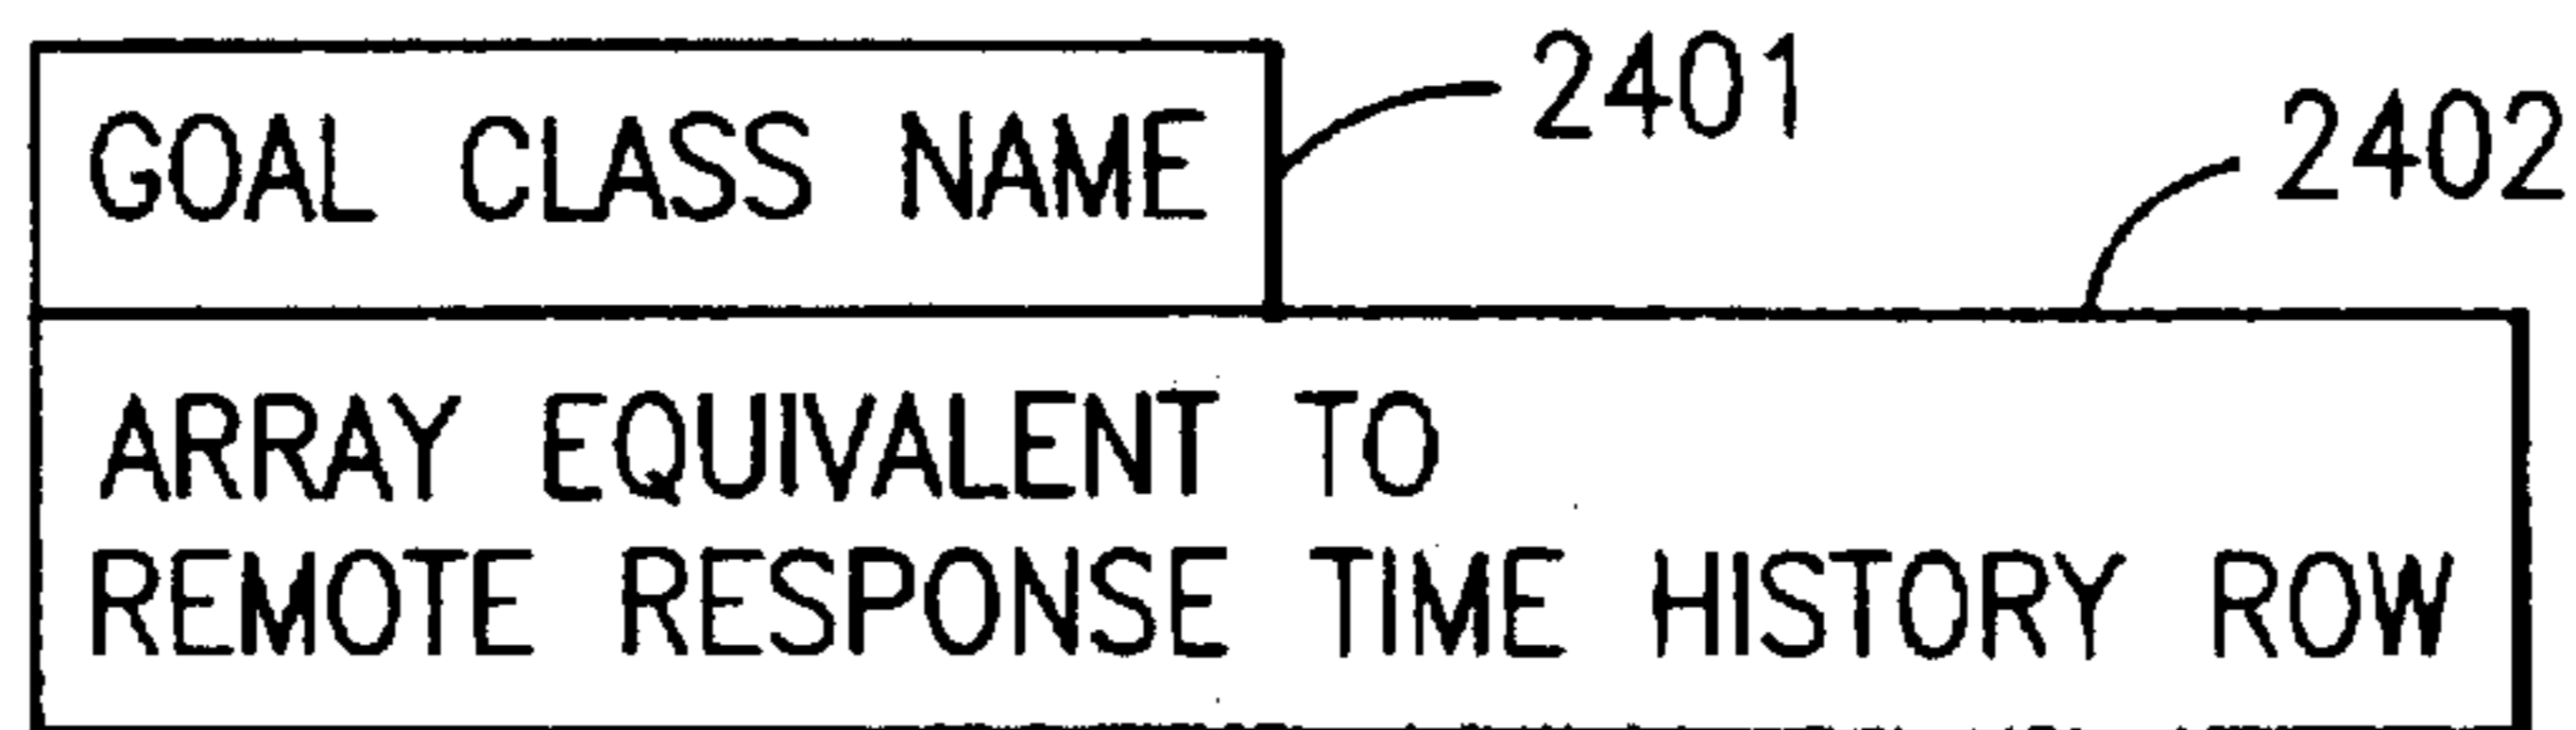 GOAL CLASS NAME
2401
2402
ARRAY EQUIVALENT TO
REMOTE RESPONSE TIME HISTORY ROW